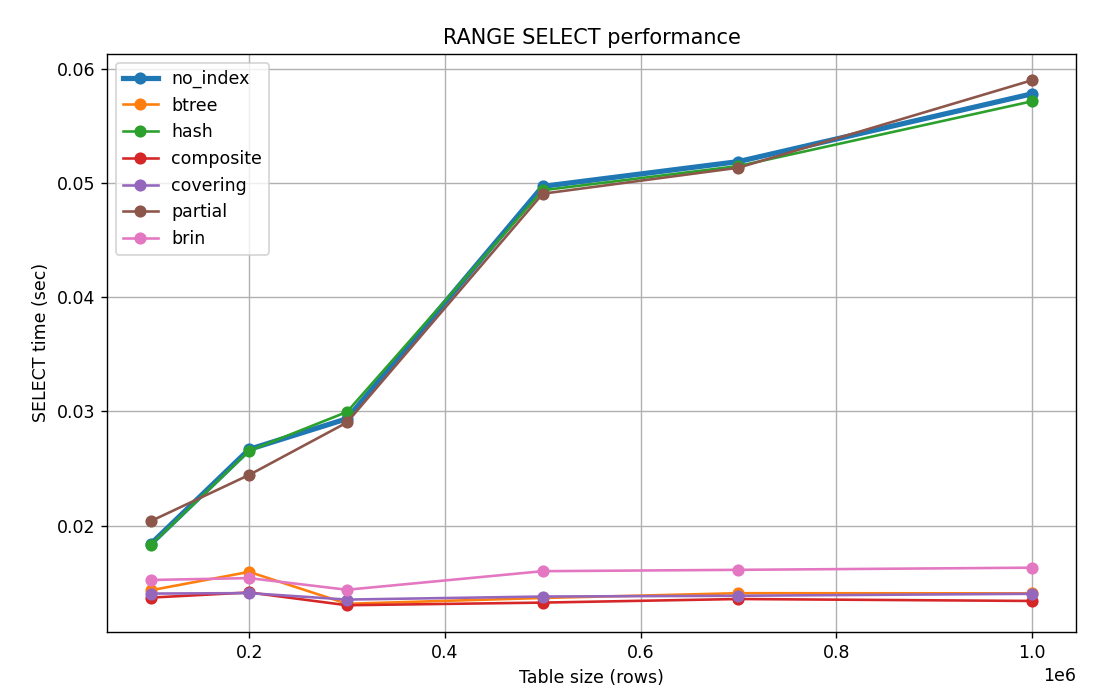 RANGE SELECT performance
no_index
btree
hash
composite
covering
partial
brin
SELECT time (sec)
0.06
0.05
0.04
0.03
0.02
0.2
0.4
0.6
0.8
1.0
1e6
Table size (rows)